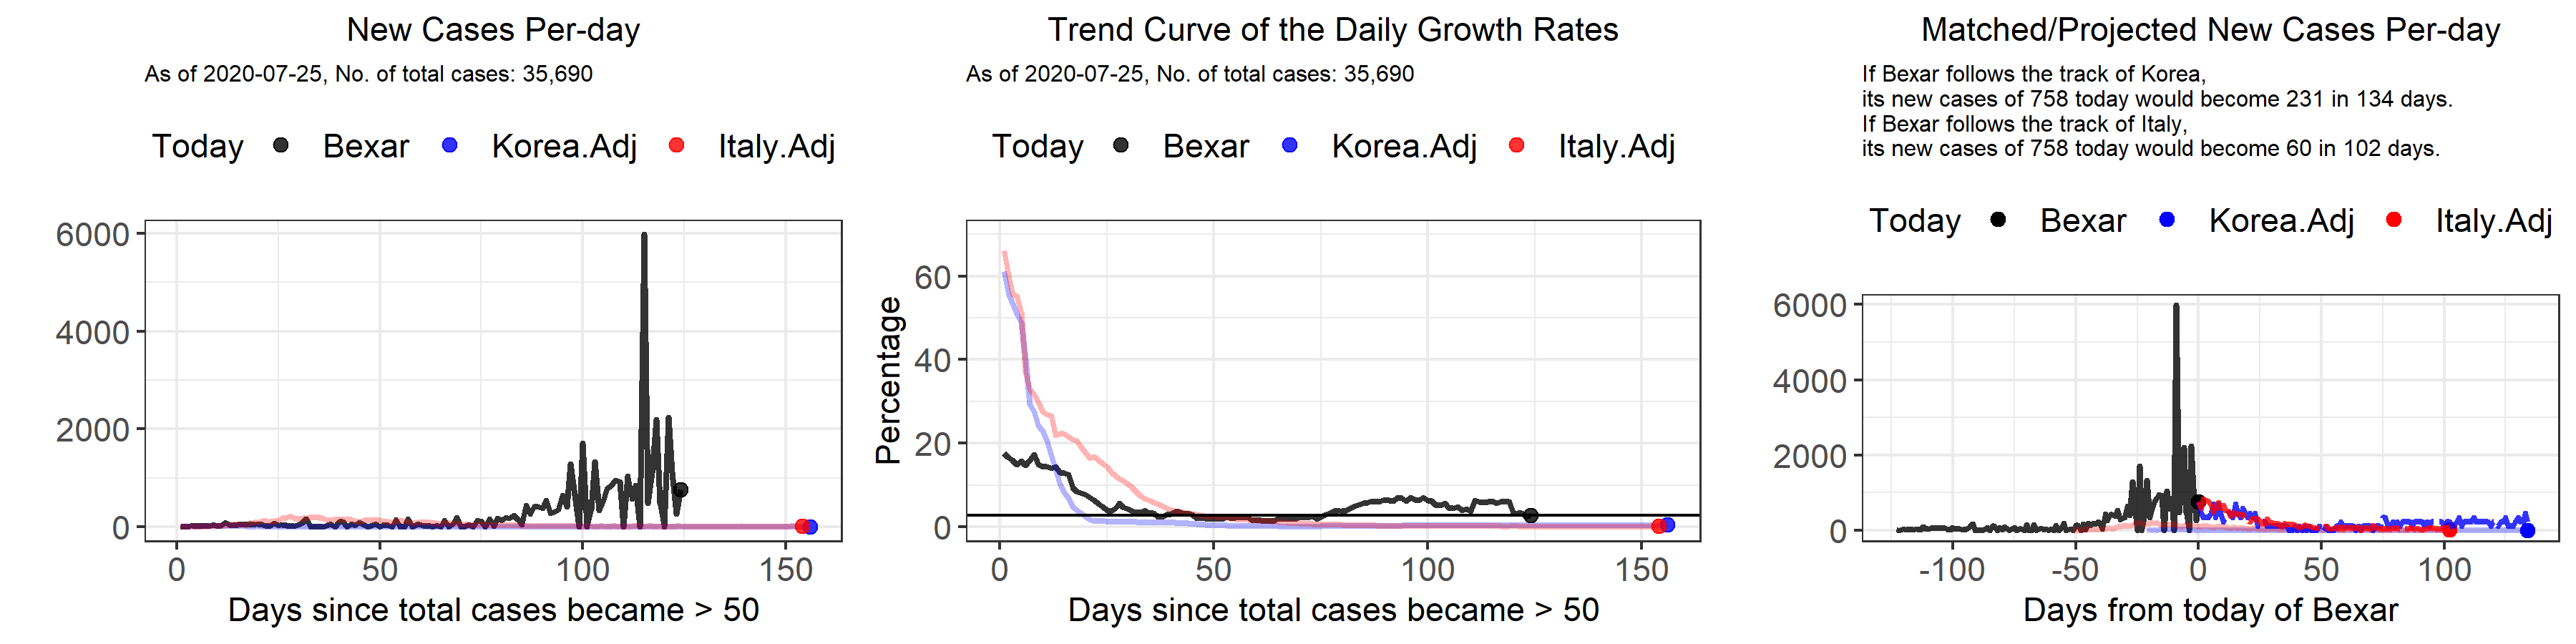 New Cases Per-day
As of 2020-07-25, No. of total cases: 35,690
Today Bexar Korea.Adj Italy.Adj
6000
4000
2000
0
0 50 100 150
Days since total cases became > 50
Trend Curve of the Daily Growth Rates
As of 2020-07-25, No. of total cases: 35,690
Today Bexar Korea.Adj Italy.Adj
Percentage
60
40
20
0
0 50 100 150
Days since total cases became > 50
Matched/Projected New Cases Per-day
If Bexar follows the track of Korea,
its new cases of 758 today would become 231 in 134 days.
If Bexar follows the track of Italy,
its new cases of 758 today would become 60 in 102 days.
Today Bexar Korea.Adj Italy.Adj
6000
4000
2000
0
-100 -50 0 50 100
Days from today of Bexar